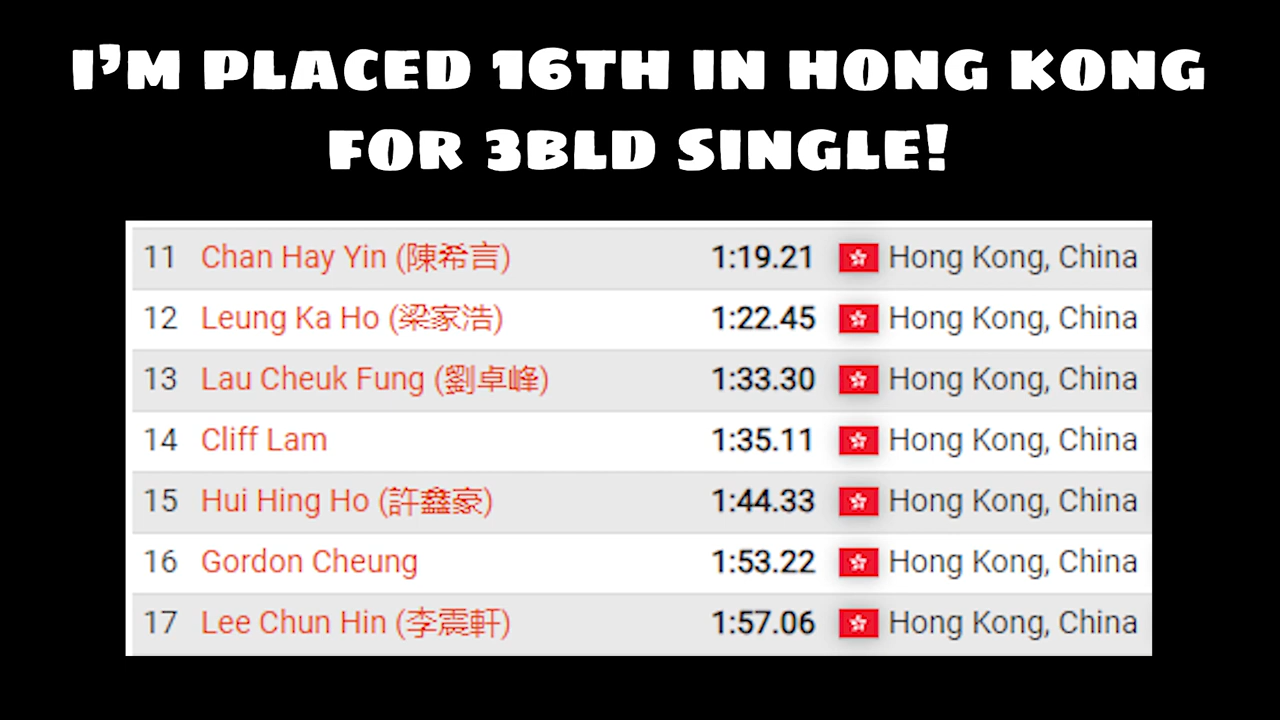 I'M PLACED 16TH IN HONG KONG
FOR 3BLD SINGLE!
11 Chan Hay Yin (陳希言) 1:19.21 Hong Kong, China
12 Leung Ka Ho (梁家浩) 1:22.45 Hong Kong, China
13 Lau Cheuk Fung (劉卓峰) 1:33.30 Hong Kong, China
14 Cliff Lam 1:35.11 Hong Kong, China
15 Hui Hing Ho (許鑫豪) 1:44.33 Hong Kong, China
16 Gordon Cheung 1:53.22 Hong Kong, China
17 Lee Chun Hin (李震軒) 1:57.06 Hong Kong, China